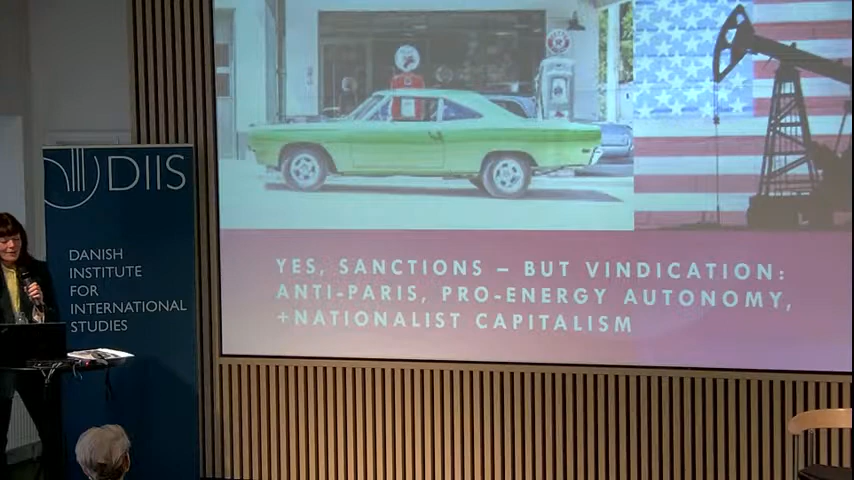 DIIS
DANISH
INSTITUTE
FOR
INTERNATIONAL
STUDIES
YES, SANCTIONS – BUT VINDICATION:
ANTI-PARIS, PRO-ENERGY AUTONOMY,
+NATIONALIST CAPITALISM